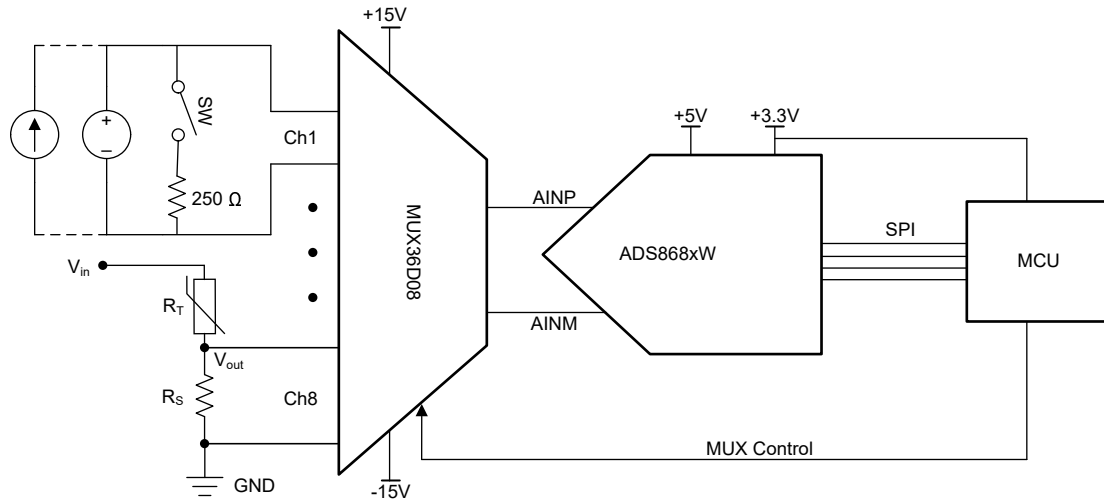 +15V
SW
+
–
250 Ω
Ch1
+5V
+3.3V
AINP
MUX36D08
ADS868xW
SPI
MCU
Vin
RT
AINM
Vout
RS
Ch8
MUX Control
GND
-15V